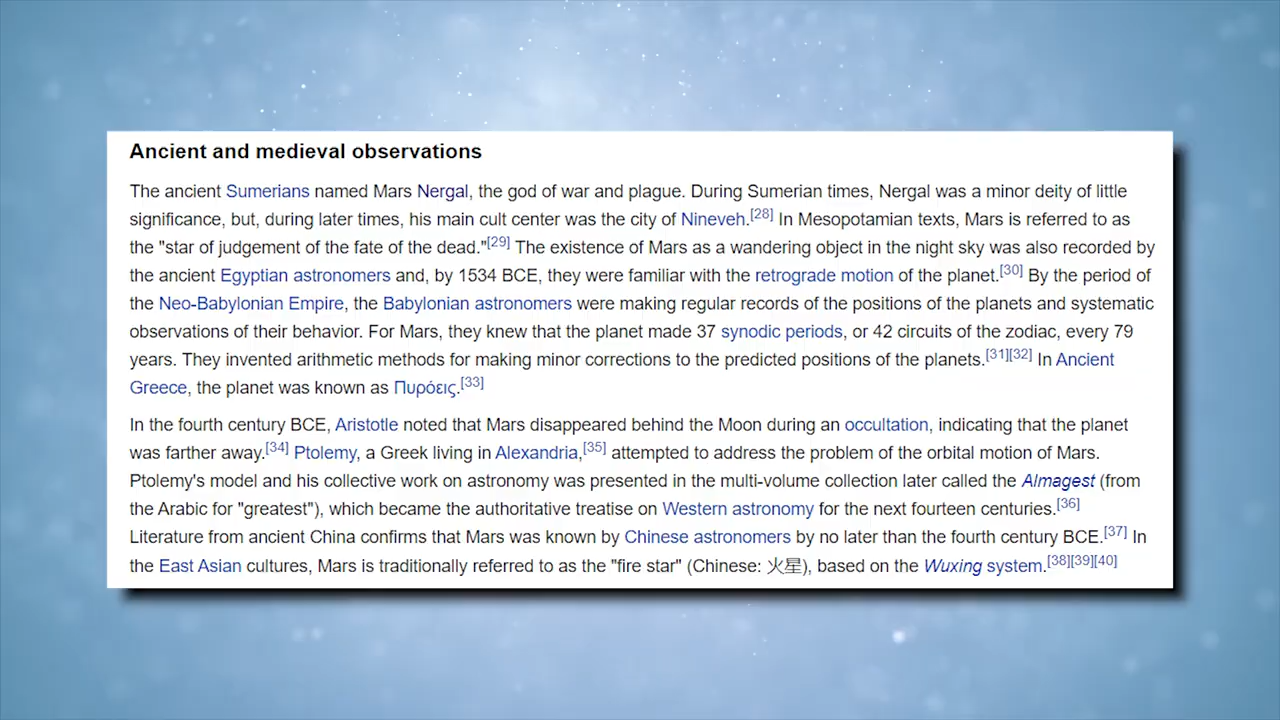 Ancient and medieval observations
The ancient Sumerians named Mars Nergal, the god of war and plague. During Sumerian times, Nergal was a minor deity of little
significance, but, during later times, his main cult center was the city of Nineveh.[28] In Mesopotamian texts, Mars is referred to as
the "star of judgement of the fate of the dead."[29] The existence of Mars as a wandering object in the night sky was also recorded by
the ancient Egyptian astronomers and, by 1534 BCE, they were familiar with the retrograde motion of the planet.[30] By the period of
the Neo-Babylonian Empire, the Babylonian astronomers were making regular records of the positions of the planets and systematic
observations of their behavior. For Mars, they knew that the planet made 37 synodic periods, or 42 circuits of the zodiac, every 79
years. They invented arithmetic methods for making minor corrections to the predicted positions of the planets.[31][32] In Ancient
Greece, the planet was known as Πυρόεις.[33]
In the fourth century BCE, Aristotle noted that Mars disappeared behind the Moon during an occultation, indicating that the planet
was farther away.[34] Ptolemy, a Greek living in Alexandria,[35] attempted to address the problem of the orbital motion of Mars.
Ptolemy's model and his collective work on astronomy was presented in the multi-volume collection later called the Almagest (from
the Arabic for "greatest"), which became the authoritative treatise on Western astronomy for the next fourteen centuries.[36]
Literature from ancient China confirms that Mars was known by Chinese astronomers by no later than the fourth century BCE.[37] In
the East Asian cultures, Mars is traditionally referred to as the "fire star" (Chinese: 火星), based on the Wuxing system.[38][39][40]